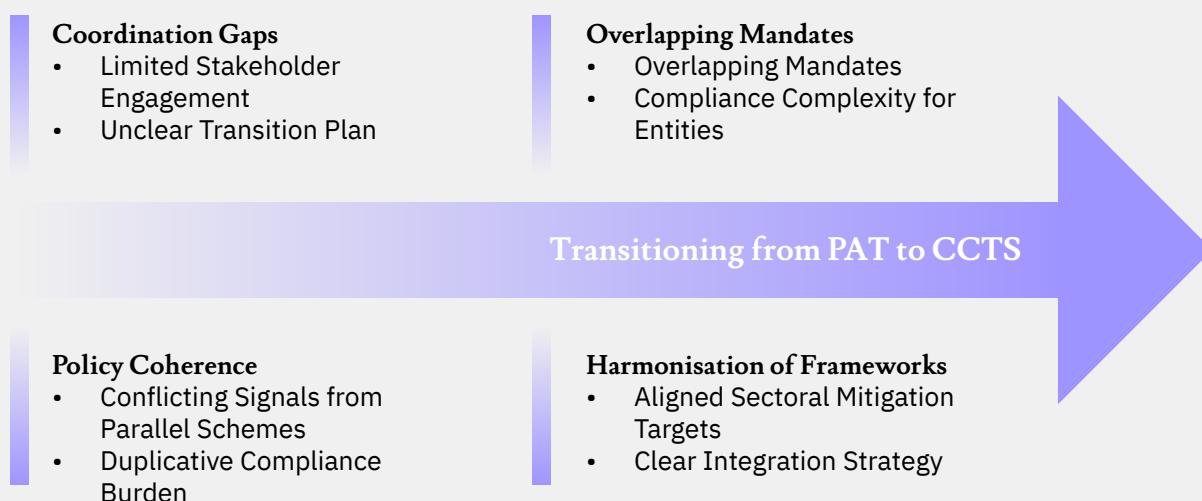 Coordination Gaps
• Limited Stakeholder
Engagement
• Unclear Transition Plan
Overlapping Mandates
• Overlapping Mandates
• Compliance Complexity for
Entities
Transitioning from PAT to CCTS
Policy Coherence
• Conflicting Signals from
Parallel Schemes
• Duplicative Compliance
Burden
Harmonisation of Frameworks
• Aligned Sectoral Mitigation
Targets
• Clear Integration Strategy